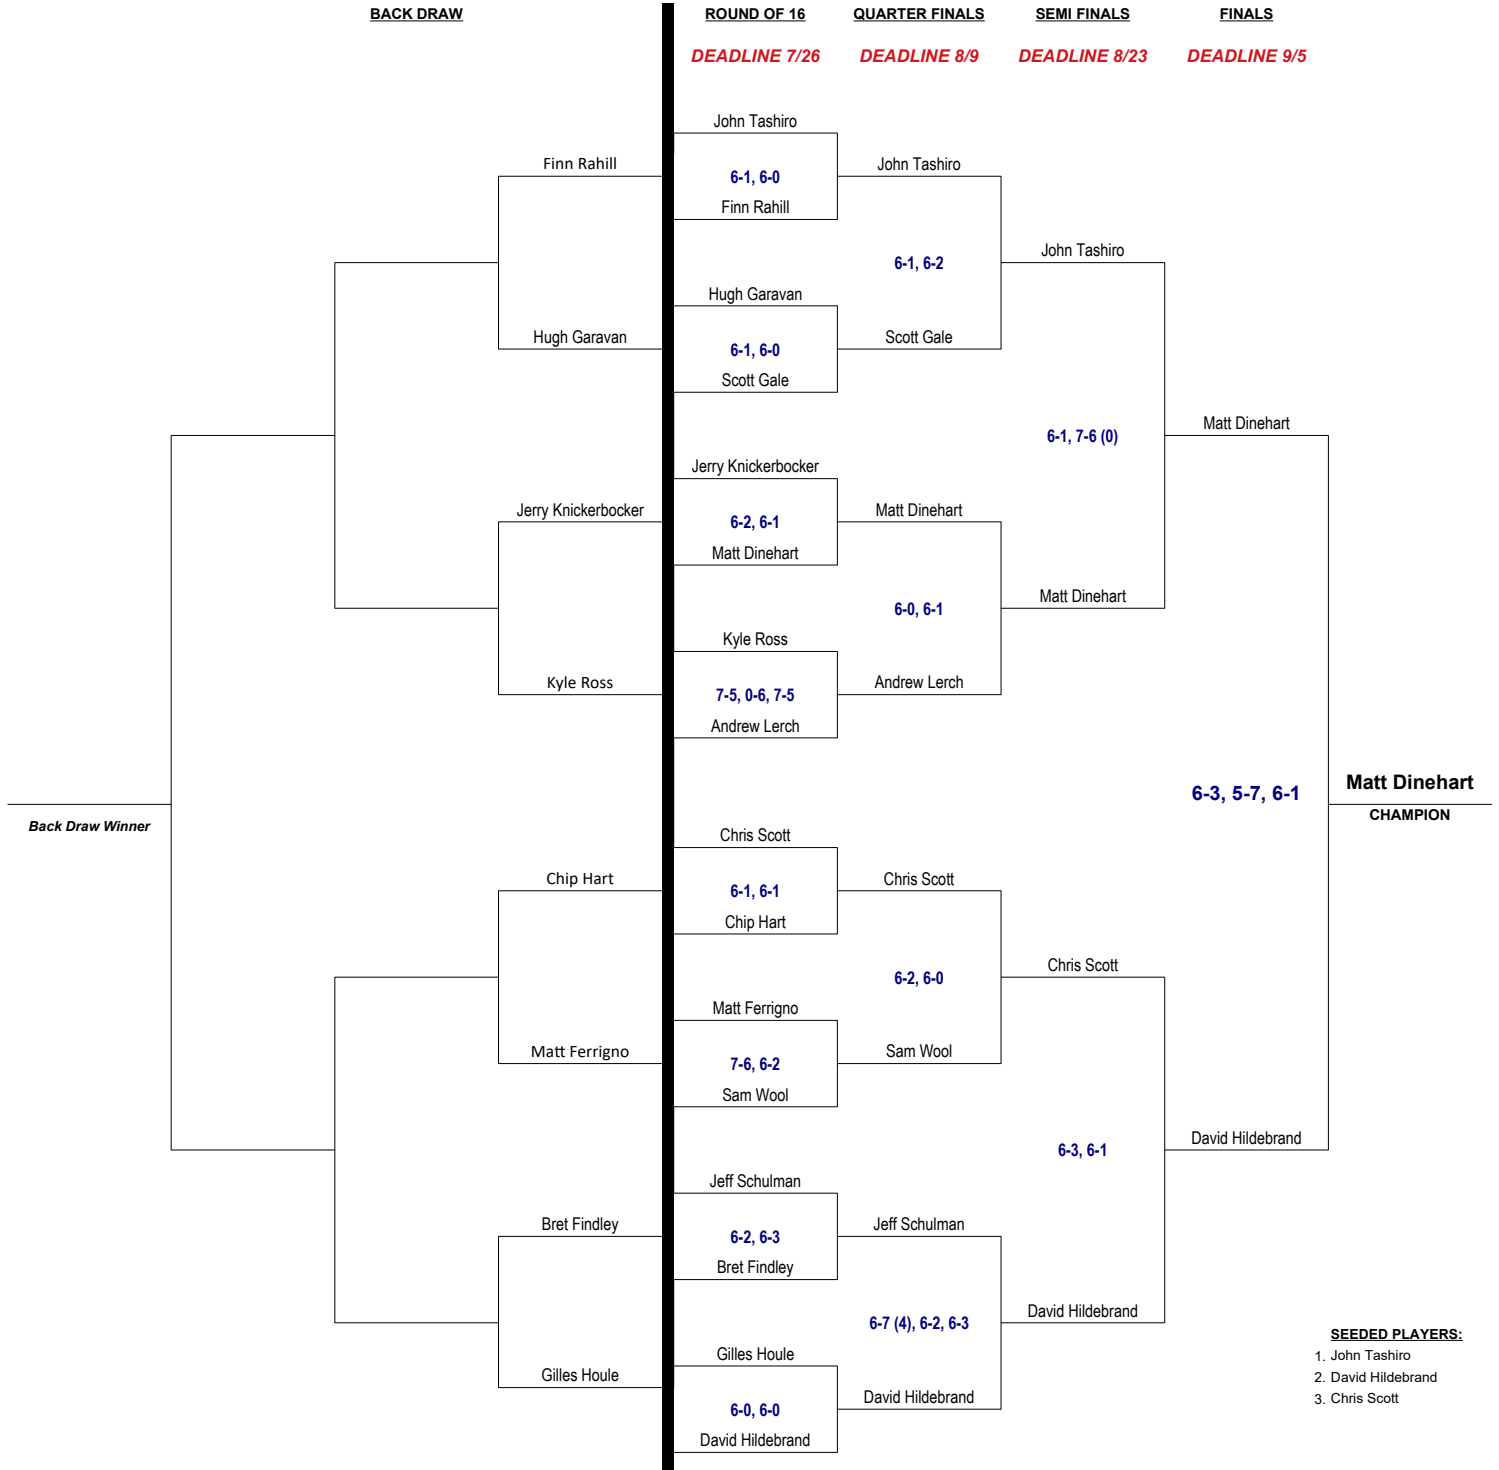 BACK DRAW
ROUND OF 16
QUARTER FINALS
SEMI FINALS
FINALS
DEADLINE 7/26
DEADLINE 8/9
DEADLINE 8/23
DEADLINE 9/5
Finn Rahill
Hugh Garavan
Jerry Knickerbocker
Kyle Ross
Back Draw Winner
Chip Hart
Matt Ferrigno
Bret Findley
Gilles Houle
John Tashiro
6-1, 6-0
Finn Rahill
Hugh Garavan
6-1, 6-0
Scott Gale
Jerry Knickerbocker
6-2, 6-1
Matt Dinehart
Kyle Ross
7-5, 0-6, 7-5
Andrew Lerch
Chris Scott
6-1, 6-1
Chip Hart
Matt Ferrigno
7-6, 6-2
Sam Wool
Jeff Schulman
6-2, 6-3
Bret Findley
Gilles Houle
6-0, 6-0
David Hildebrand
John Tashiro
6-1, 6-2
Scott Gale
Matt Dinehart
6-0, 6-1
Andrew Lerch
Chris Scott
6-2, 6-0
Sam Wool
Jeff Schulman
6-7 (4), 6-2, 6-3
David Hildebrand
John Tashiro
6-1, 7-6 (0)
Matt Dinehart
Chris Scott
6-3, 6-1
David Hildebrand
Matt Dinehart
6-3, 5-7, 6-1
David Hildebrand
Matt Dinehart
CHAMPION
SEEDED PLAYERS:
1. John Tashiro
2. David Hildebrand
3. Chris Scott